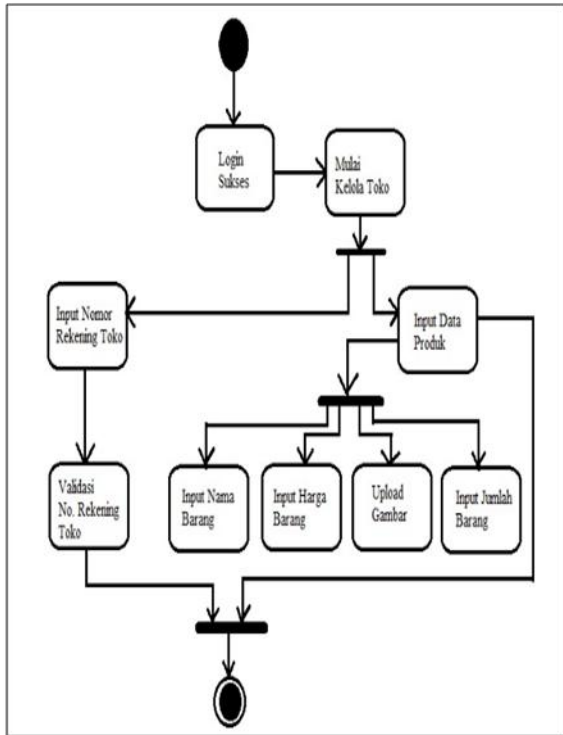 Login
Sukses
Mulai
Kelola Toko
Input Nomor
Rekening Toko
Input Data
Produk
Validasi
No. Rekening
Toko
Input Nama
Barang
Input Harga
Barang
Upload
Gambar
Input Jumlah
Barang